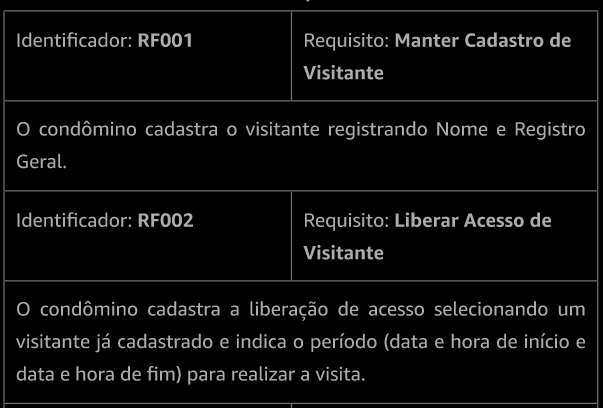 Identificador: RF001
Requisito: Manter Cadastro de
Visitante
O condômino cadastra o visitante registrando Nome e Registro
Geral.
Identificador: RF002
Requisito: Liberar Acesso de
Visitante
O condômino cadastra a liberação de acesso selecionando um
visitante já cadastrado e indica o período (data e hora de início e
data e hora de fim) para realizar a visita.